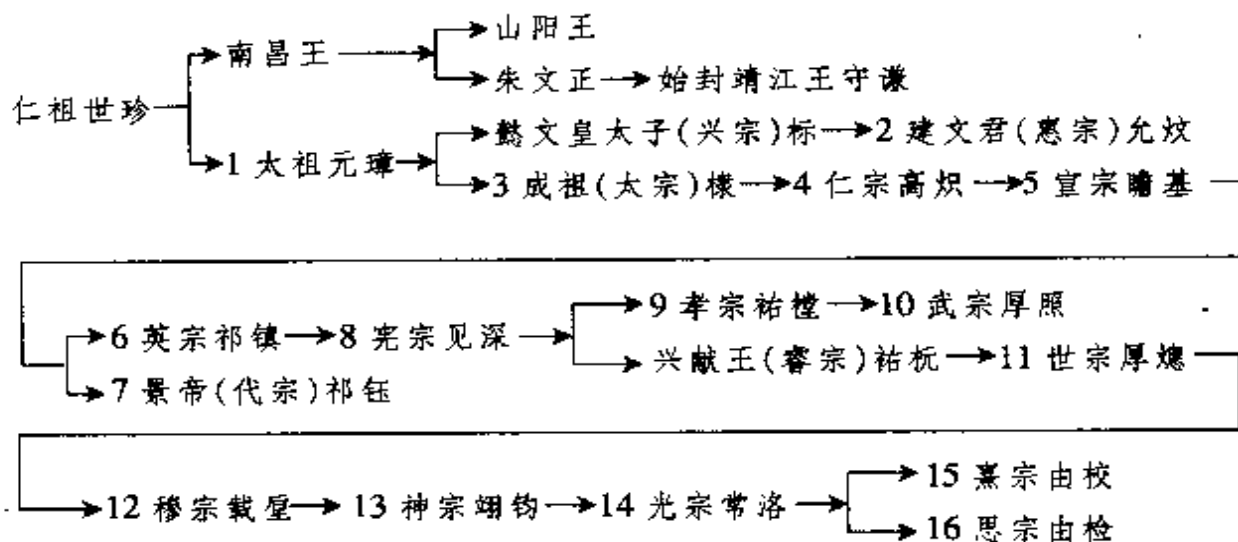 仁祖世珍
南昌王
山阳王
朱文正 始封靖江王守谦
1 太祖元璋
懿文皇太子(兴宗)标 2 建文君(惠宗)允炆
3 成祖(太宗)棣 4 仁宗高炽 5 宣宗瞻基
6 英宗祁镇 8 宪宗见深
7 景帝(代宗)祁钰
9 孝宗祐樘 10 武宗厚照
兴献王(睿宗)祐杬 11 世宗厚熜
12 穆宗载垕 13 神宗翊钧 14 光宗常洛
15 熹宗由校
16 思宗由检